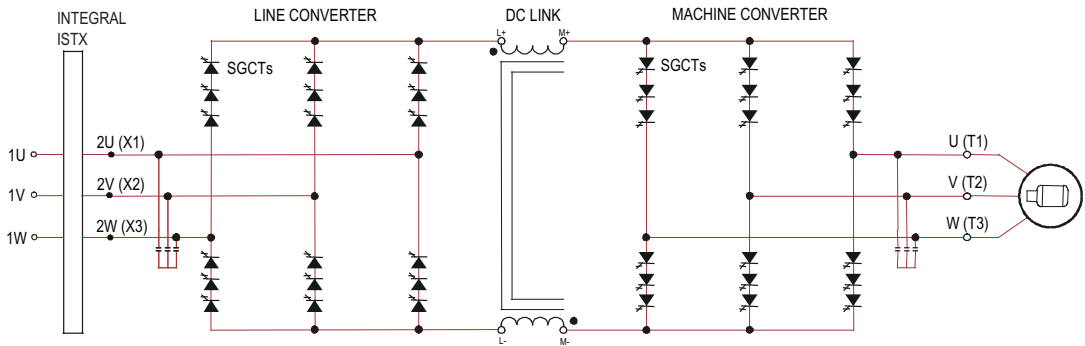 INTEGRAL
ISTX
LINE CONVERTER
DC LINK
MACHINE CONVERTER
L+
M+
SGCTs
SGCTs
1U
2U (X1)
U (T1)
1V
2V (X2)
V (T2)
1W
2W (X3)
W (T3)
L-
M-